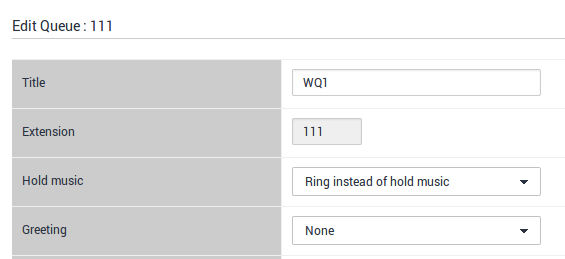 Edit Queue : 111
Title WQ1
Extension 111
Hold music Ring instead of hold music
Greeting None